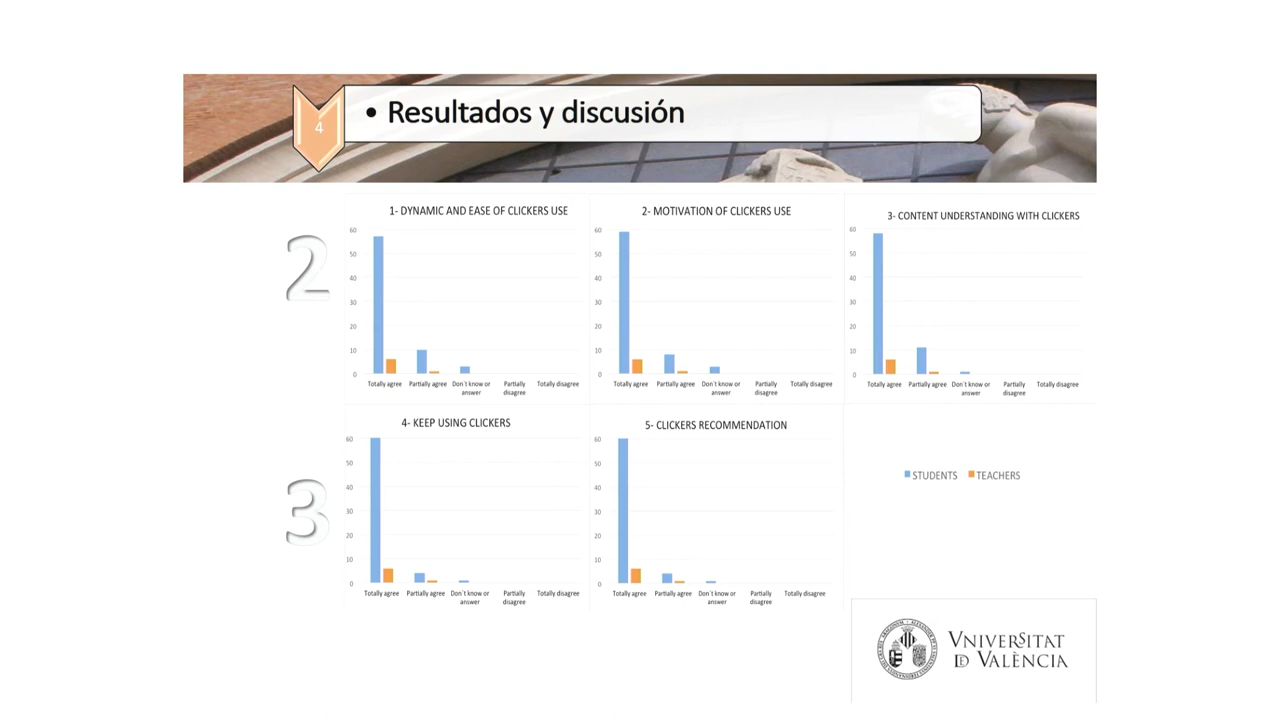 4
• Resultados y discusión
2
1- DYNAMIC AND EASE OF CLICKERS USE
60
50
40
30
20
10
0
Totally agree Partially agree Don´t know or answer Partially disagree Totally disagree
2- MOTIVATION OF CLICKERS USE
60
50
40
30
20
10
0
Totally agree Partially agree Don´t know or answer Partially disagree Totally disagree
3- CONTENT UNDERSTANDING WITH CLICKERS
60
50
40
30
20
10
0
Totally agree Partially agree Don´t know or answer Partially disagree Totally disagree
3
4- KEEP USING CLICKERS
60
50
40
30
20
10
0
Totally agree Partially agree Don´t know or answer Partially disagree Totally disagree
5- CLICKERS RECOMMENDATION
60
50
40
30
20
10
0
Totally agree Partially agree Don´t know or answer Partially disagree Totally disagree
STUDENTS TEACHERS
VNIVERSITAT
DE VALÈNCIA